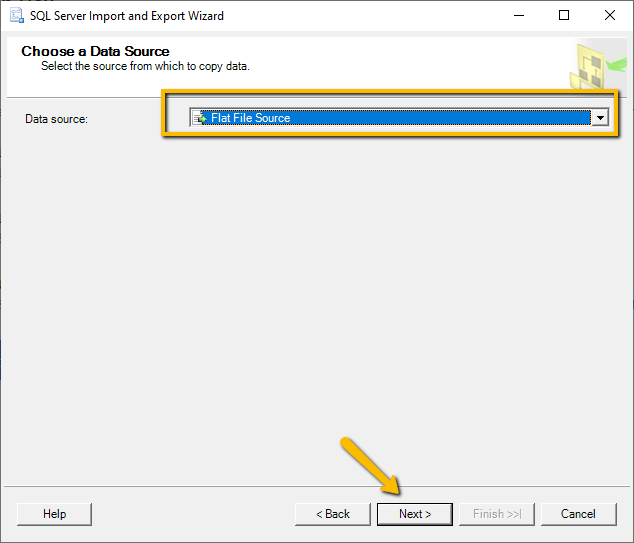 SQL Server Import and Export Wizard
Choose a Data Source
Select the source from which to copy data.
Data source:
Flat File Source
Help
< Back
Next >
Finish >>|
Cancel